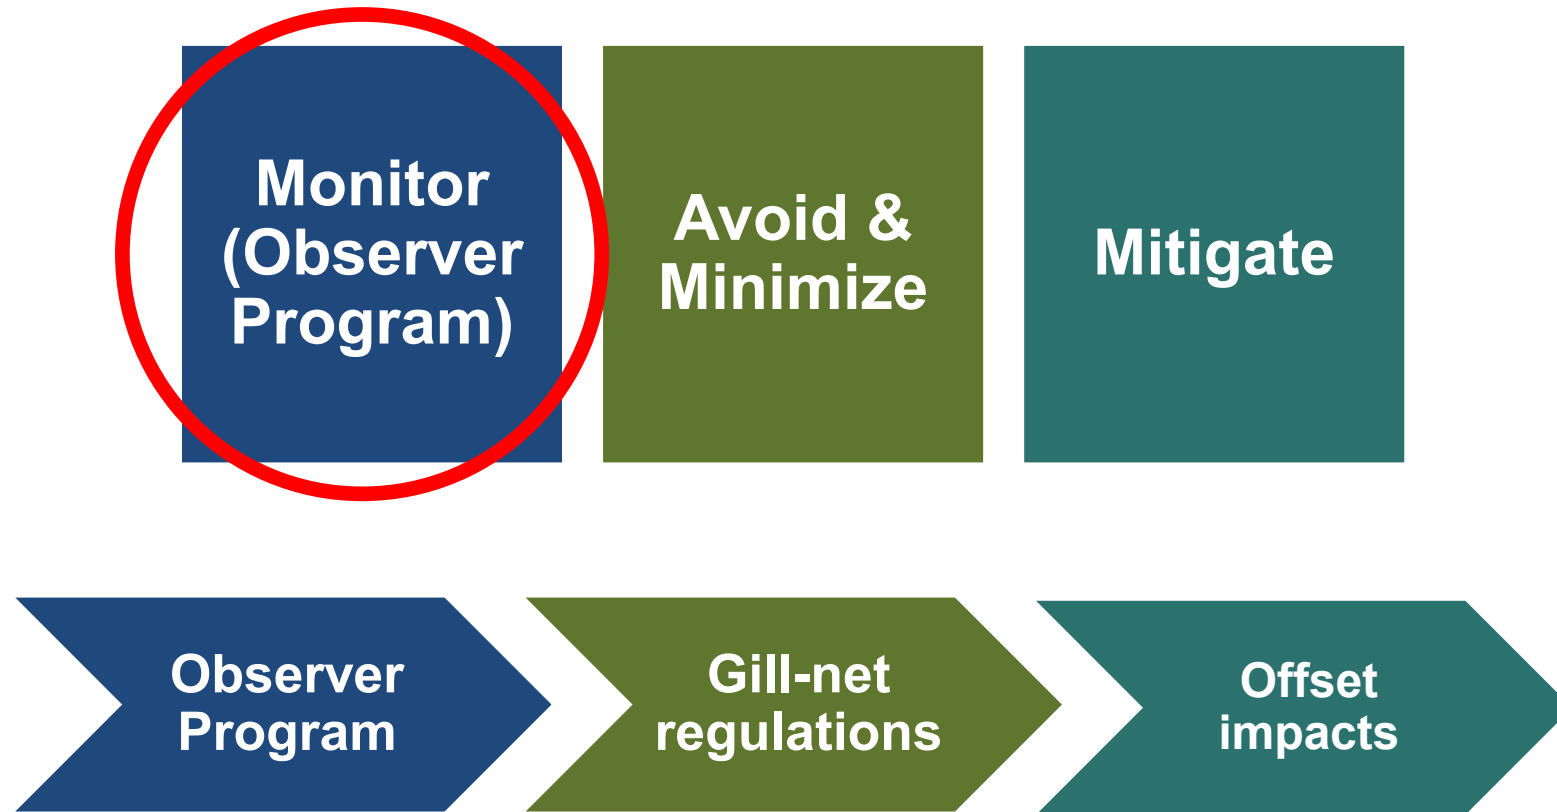 Monitor
(Observer
Program)
Avoid &
Minimize
Mitigate
Observer
Program
Gill-net
regulations
Offset
impacts